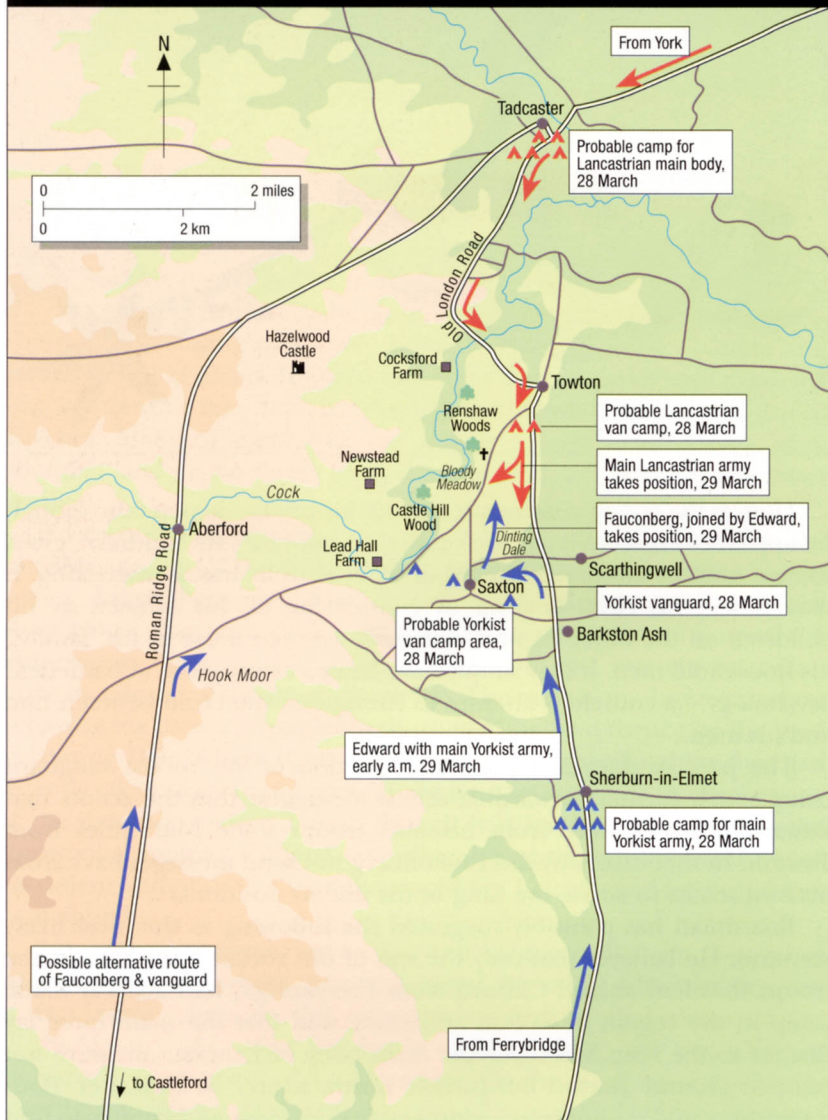 From York
N
Tadcaster
Probable camp for
Lancastrian main body,
28 March
0 2 miles
0 2 km
Old London Road
Hazelwood
Castle
Cocksford
Farm
Towton
Renshaw
Woods
Probable Lancastrian
van camp, 28 March
Newstead
Farm
Bloody
Meadow
Main Lancastrian army
takes position, 29 March
Cock
Castle Hill
Wood
Fauconberg, joined by Edward,
takes position, 29 March
Aberford
Dinting
Dale
Lead Hall
Farm
Scarthingwell
Saxton
Yorkist vanguard, 28 March
Roman Ridge Road
Probable Yorkist
van camp area,
28 March
Barkston Ash
Hook Moor
Edward with main Yorkist army,
early a.m. 29 March
Sherburn-in-Elmet
Probable camp for main
Yorkist army, 28 March
Possible alternative route
of Fauconberg & vanguard
From Ferrybridge
to Castleford